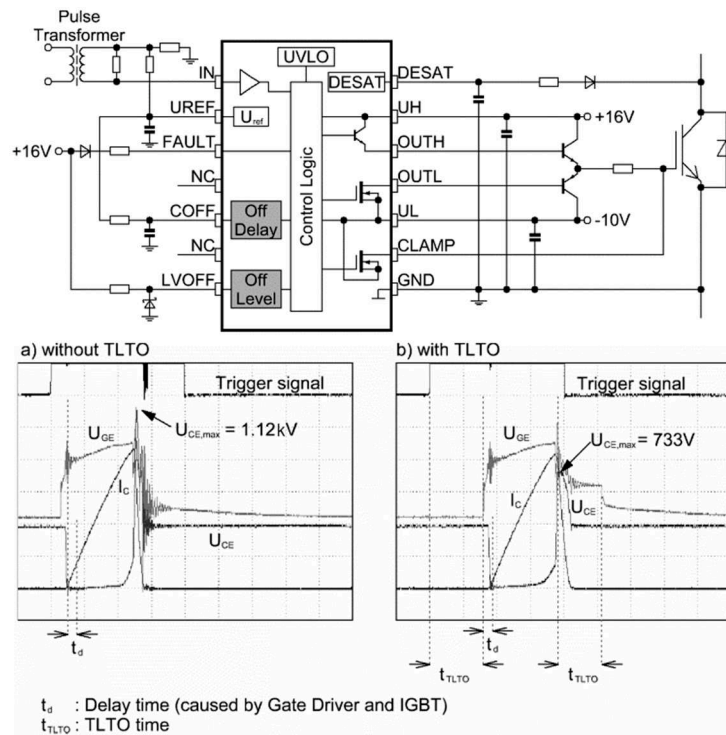 Pulse
Transformer
IN
UVLO
DESAT
DESAT
UREF
Uref
UH
+16V
+16V
FAULT
OUTH
NC
OUTL
Control Logic
COFF
Off
Delay
UL
-10V
NC
CLAMP
LVOFF
Off
Level
GND
a) without TLTO
b) with TLTO
Trigger signal
Trigger signal
UGE
UCE,max = 1.12kV
UGE
UCE,max = 733V
IC
IC
UCE
UCE
td
td
tTLTO
tTLTO
td : Delay time (caused by Gate Driver and IGBT)
tTLTO : TLTO time